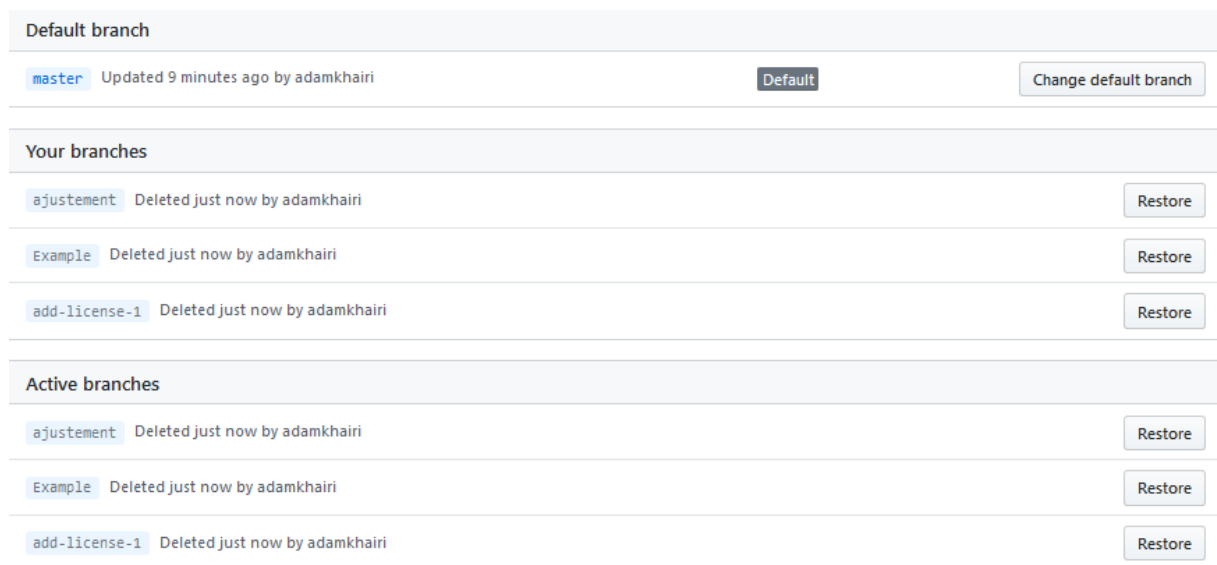 Default branch
master Updated 9 minutes ago by adamkhairi Default Change default branch
Your branches
ajustement Deleted just now by adamkhairi Restore
Example Deleted just now by adamkhairi Restore
add-license-1 Deleted just now by adamkhairi Restore
Active branches
ajustement Deleted just now by adamkhairi Restore
Example Deleted just now by adamkhairi Restore
add-license-1 Deleted just now by adamkhairi Restore